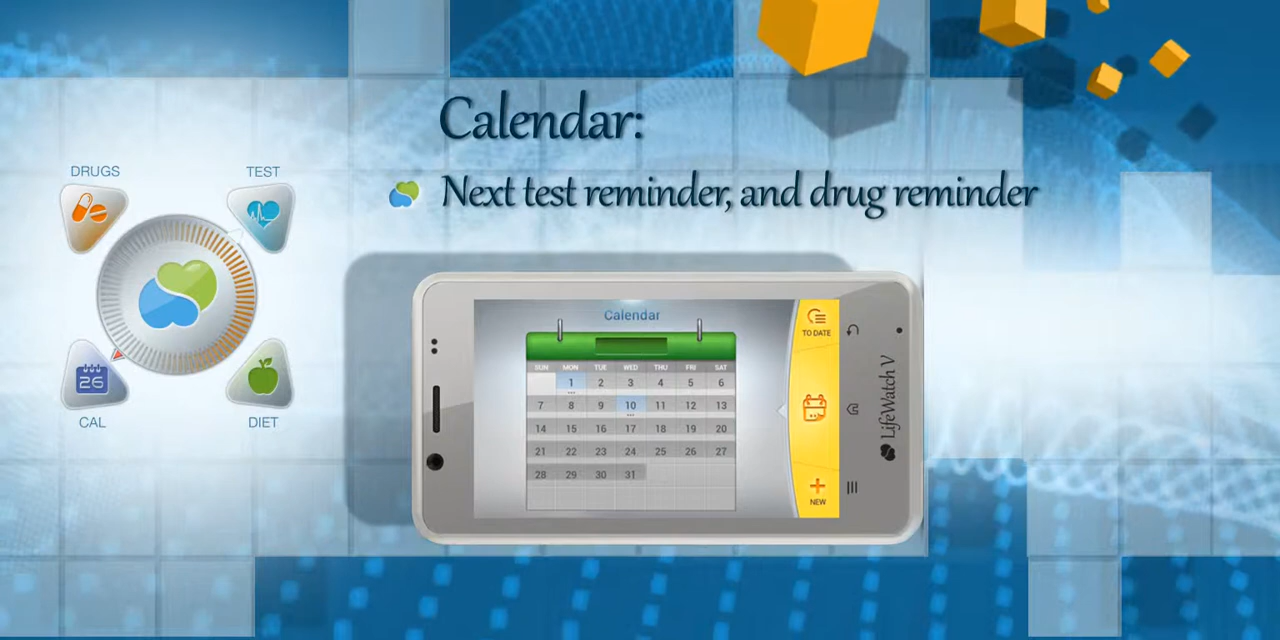 Calendar:
Next test reminder, and drug reminder
DRUGS
TEST
26
CAL
DIET
Calendar
SUN MON TUE WED THU FRI SAT
1 2 3 4 5 6
7 8 9 10 11 12 13
14 15 16 17 18 19 20
21 22 23 24 25 26 27
28 29 30 31
TO DATE
NEW
LifeWatch V